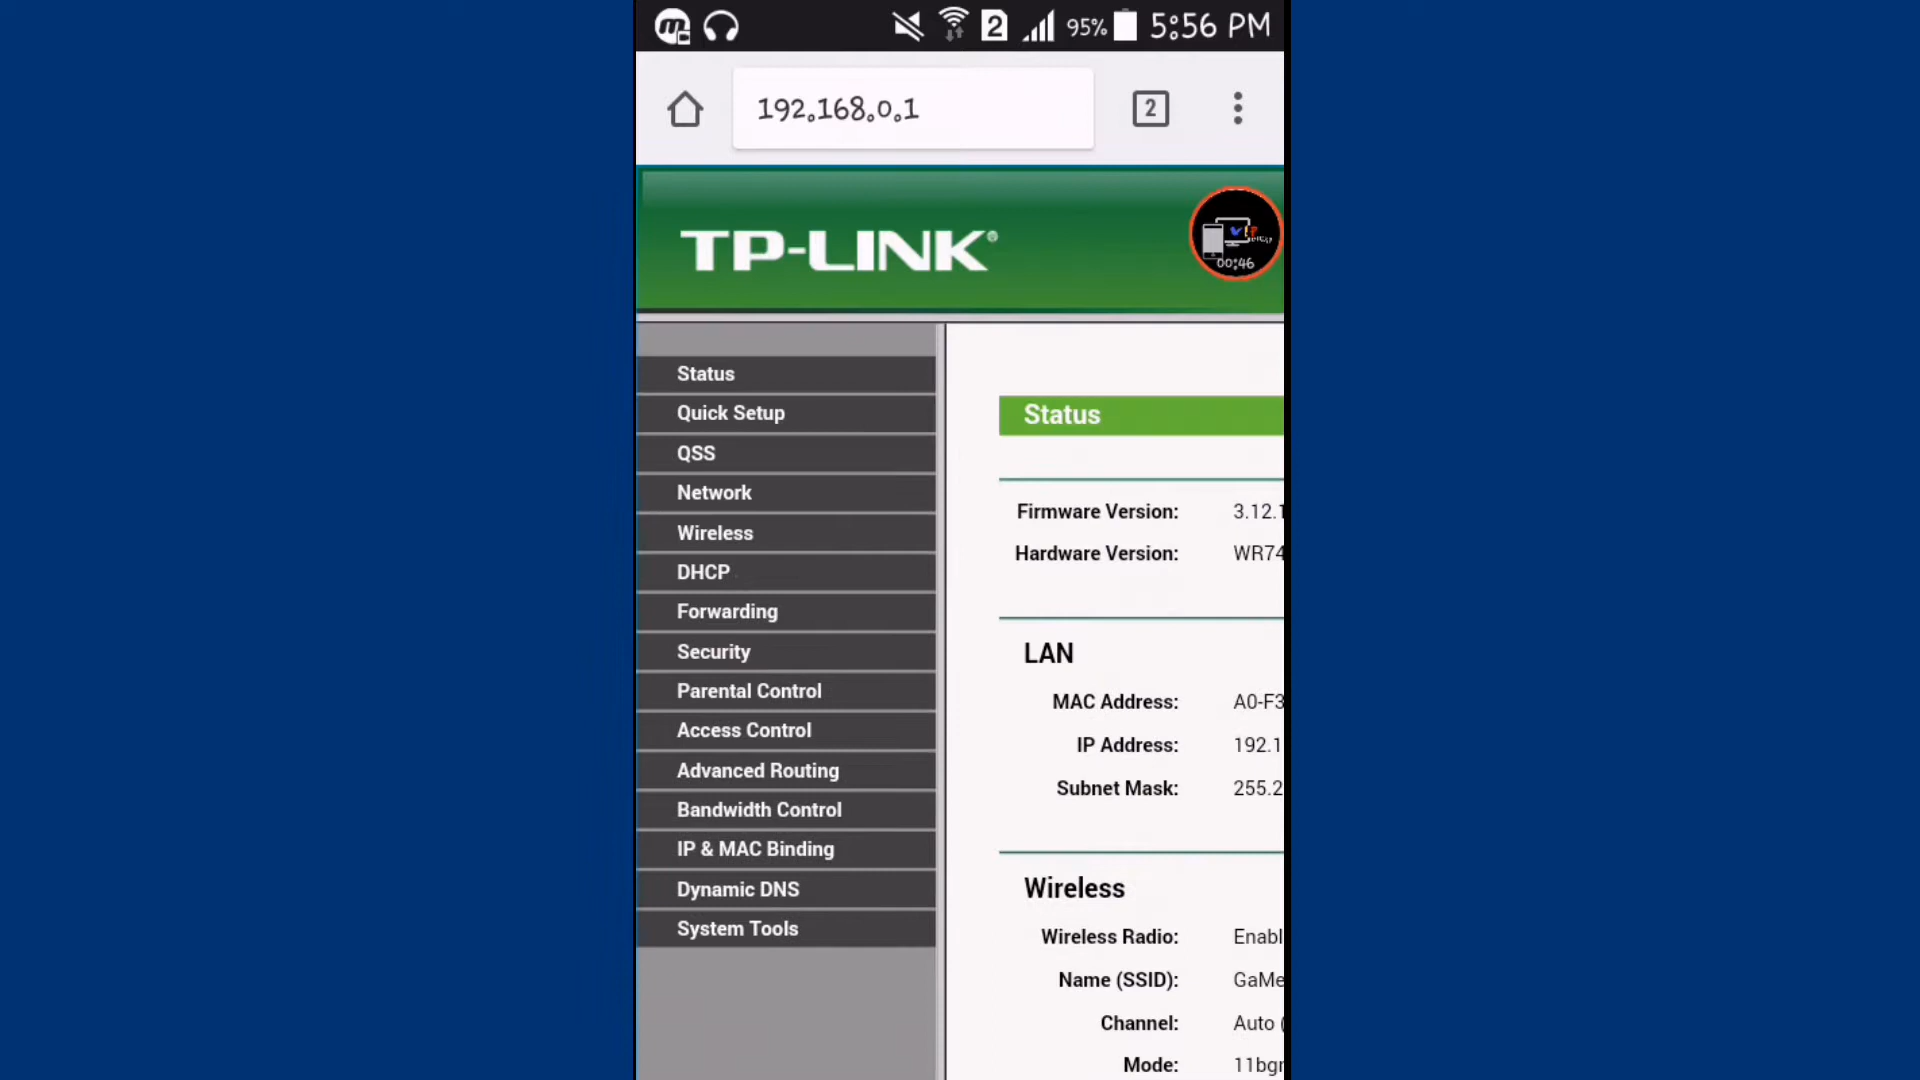 2 95% 5:56 PM
192.168.0.1
2
TP-LINK®
00:46
Status
Quick Setup
QSS
Network
Wireless
DHCP
Forwarding
Security
Parental Control
Access Control
Advanced Routing
Bandwidth Control
IP & MAC Binding
Dynamic DNS
System Tools
Status
Firmware Version: 3.12.1
Hardware Version: WR74
LAN
MAC Address: A0-F3
IP Address: 192.1
Subnet Mask: 255.2
Wireless
Wireless Radio: Enabl
Name (SSID): GaMe
Channel: Auto (
Mode: 11bgr